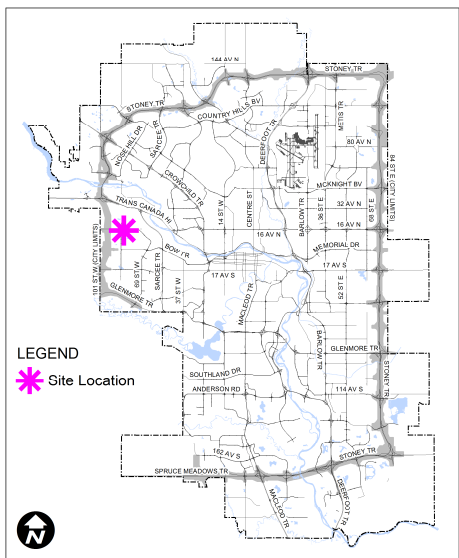 144 AV N
STONEY TR
STONEY TR
COUNTRY HILLS BV
METIS TR
NOSE HILL DR
SARCEE TR
DEERFOOT TR
80 AV N
84 ST E (CITY LIMITS)
CROWCHILD TR
MCKNIGHT BV
TRANS CANADA HI
14 ST W
CENTRE ST
BARLOW TR
36 ST E
32 AV N
68 ST E
16 AV N
16 AV N
101 ST W (CITY LIMITS)
BOW TR
MEMORIAL DR
69 ST W
SARCEE TR
37 ST W
17 AV S
17 AV S
52 ST E
GLENMORE TR
MACLEOD TR
BARLOW TR
GLENMORE TR
LEGEND
Site Location
SOUTHLAND DR
ANDERSON RD
114 AV S
STONEY TR
162 AV S
STONEY TR
SPRUCE MEADOWS TR
MACLEOD TR
DEERFOOT TR
N